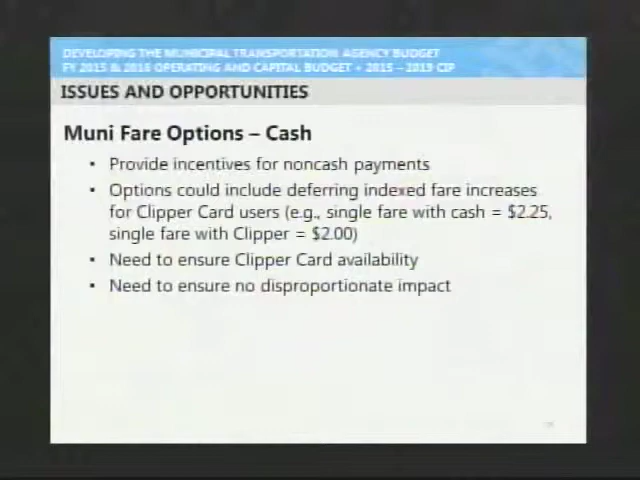 DEVELOPING THE MUNICIPAL TRANSPORTATION AGENCY BUDGET
FY 2015 & 2016 OPERATING AND CAPITAL BUDGET • 2015 – 2019 CIP
ISSUES AND OPPORTUNITIES
Muni Fare Options – Cash
• Provide incentives for noncash payments
• Options could include deferring indexed fare increases
for Clipper Card users (e.g., single fare with cash = $2.25,
single fare with Clipper = $2.00)
• Need to ensure Clipper Card availability
• Need to ensure no disproportionate impact